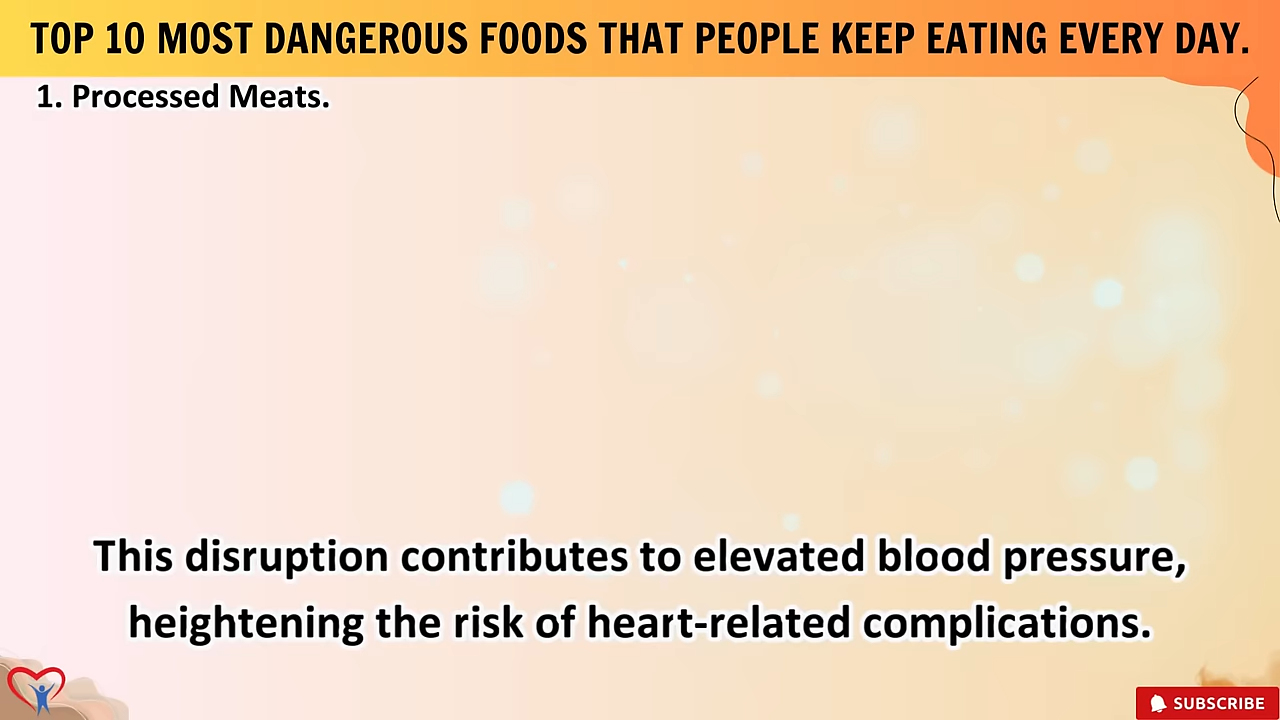 TOP 10 MOST DANGEROUS FOODS THAT PEOPLE KEEP EATING EVERY DAY.
1. Processed Meats.
This disruption contributes to elevated blood pressure,
heightening the risk of heart-related complications.
SUBSCRIBE